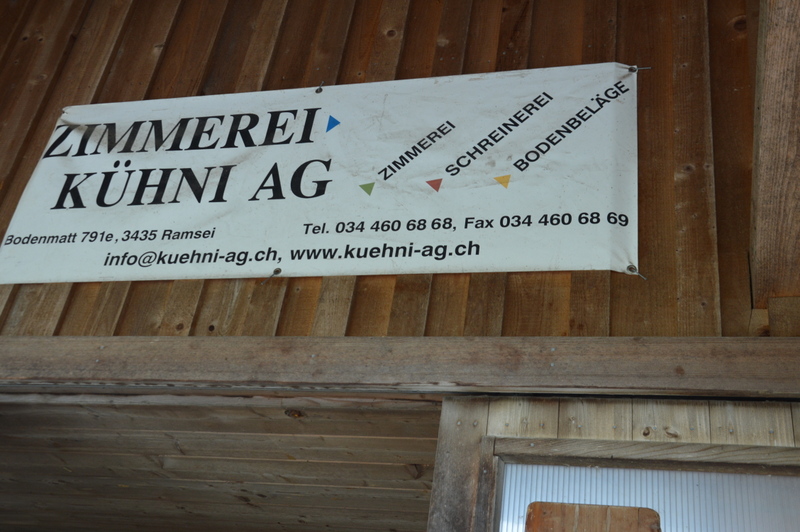 ZIMMEREI
KÜHNI AG
ZIMMEREI
SCHREINEREI
BODENBELÄGE
Bodenmatt 791e, 3435 Ramsei
Tel. 034 460 68 68, Fax 034 460 68 69
info@kuehni-ag.ch, www.kuehni-ag.ch